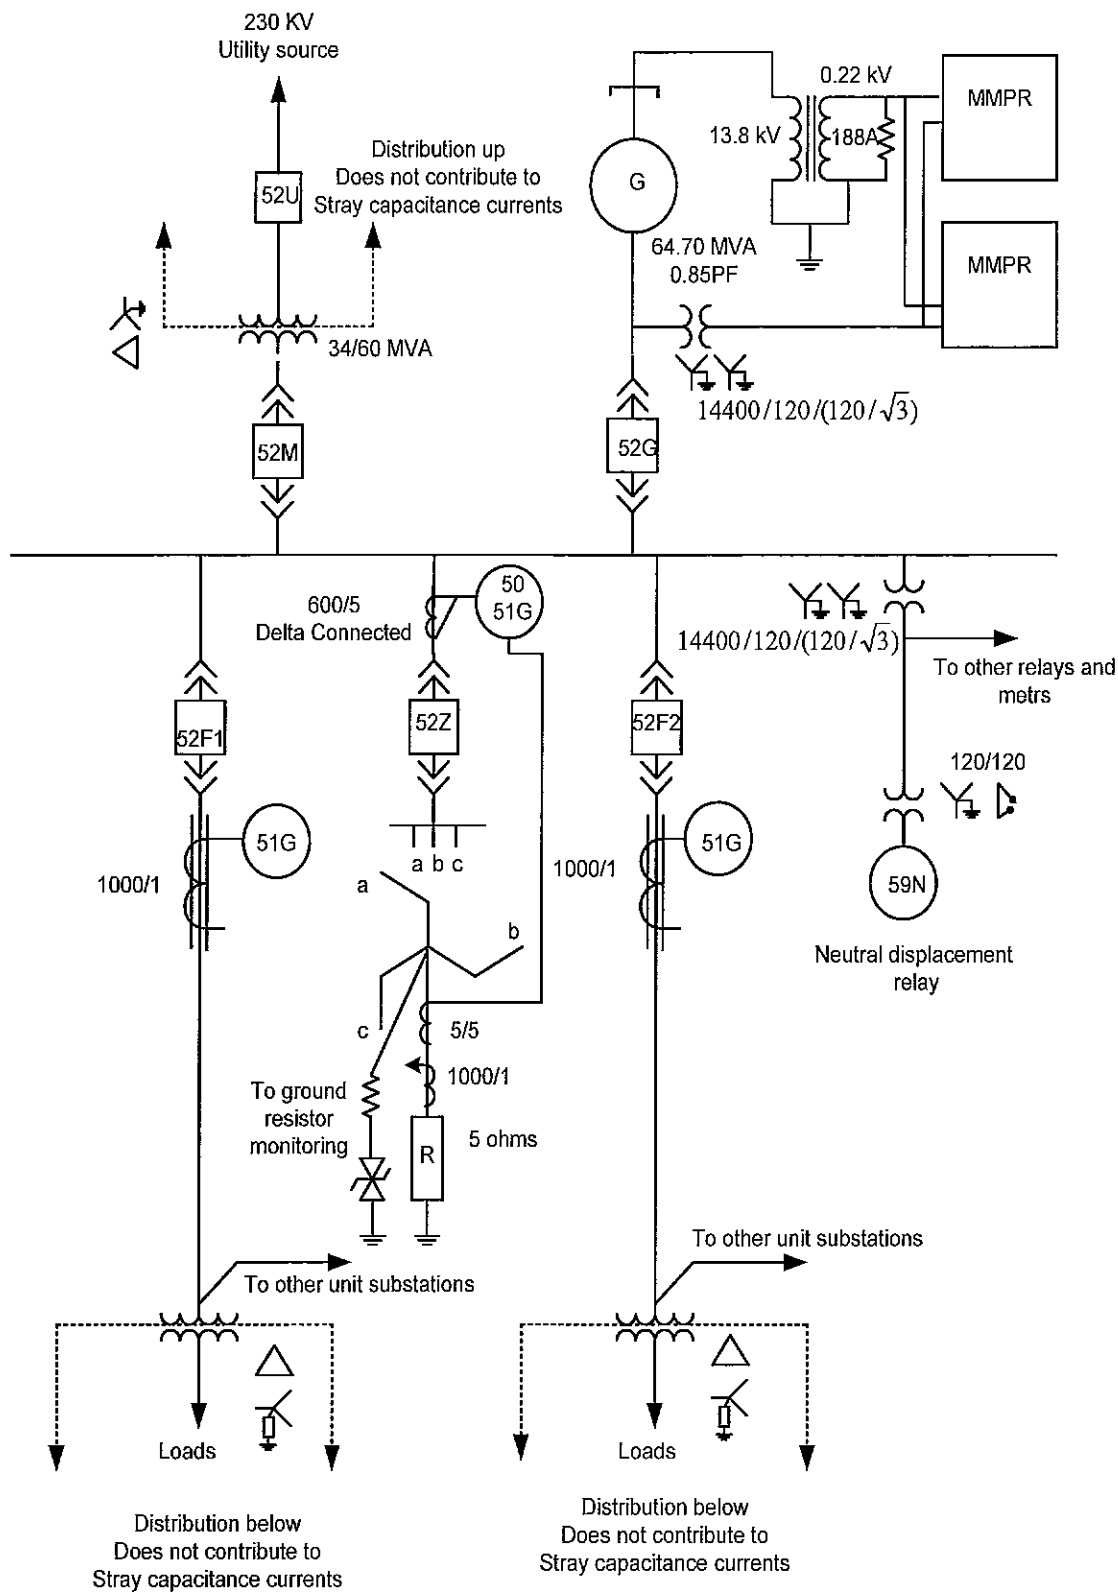 230 KV
Utility source
52U
Distribution up
Does not contribute to
Stray capacitance currents
34/60 MVA
52M
0.22 kV
13.8 kV
188A
MMPR
MMPR
G
64.70 MVA
0.85PF
14400/120/(120/√3)
52G
600/5
Delta Connected
50
51G
14400/120/(120/√3)
To other relays and
metrs
52F1
52Z
52F2
120/120
51G
a b c
51G
59N
1000/1
a
1000/1
b
Neutral displacement
relay
c
5/5
1000/1
To ground
resistor
monitoring
R
5 ohms
To other unit substations
To other unit substations
Loads
Loads
Distribution below
Does not contribute to
Stray capacitance currents
Distribution below
Does not contribute to
Stray capacitance currents